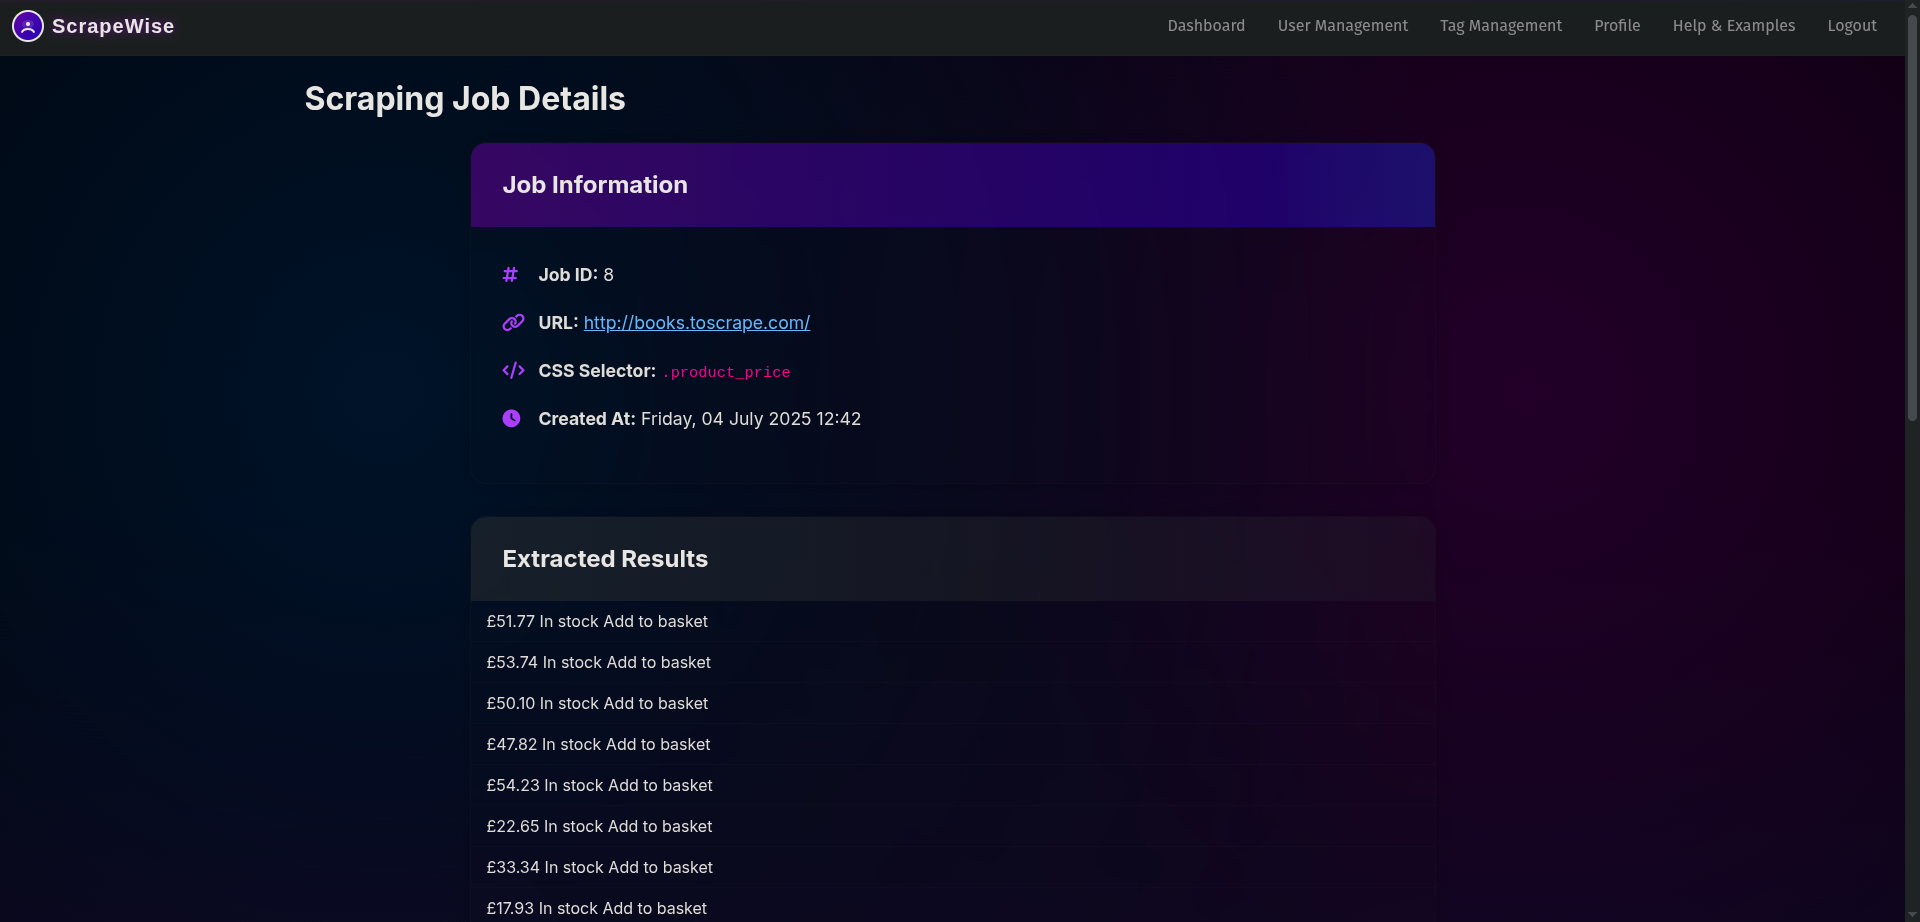 ScrapeWise
Dashboard
User Management
Tag Management
Profile
Help & Examples
Logout
Scraping Job Details
Job Information
Job ID: 8
URL: http://books.toscrape.com/
CSS Selector: .product_price
Created At: Friday, 04 July 2025 12:42
Extracted Results
£51.77 In stock Add to basket
£53.74 In stock Add to basket
£50.10 In stock Add to basket
£47.82 In stock Add to basket
£54.23 In stock Add to basket
£22.65 In stock Add to basket
£33.34 In stock Add to basket
£17.93 In stock Add to basket